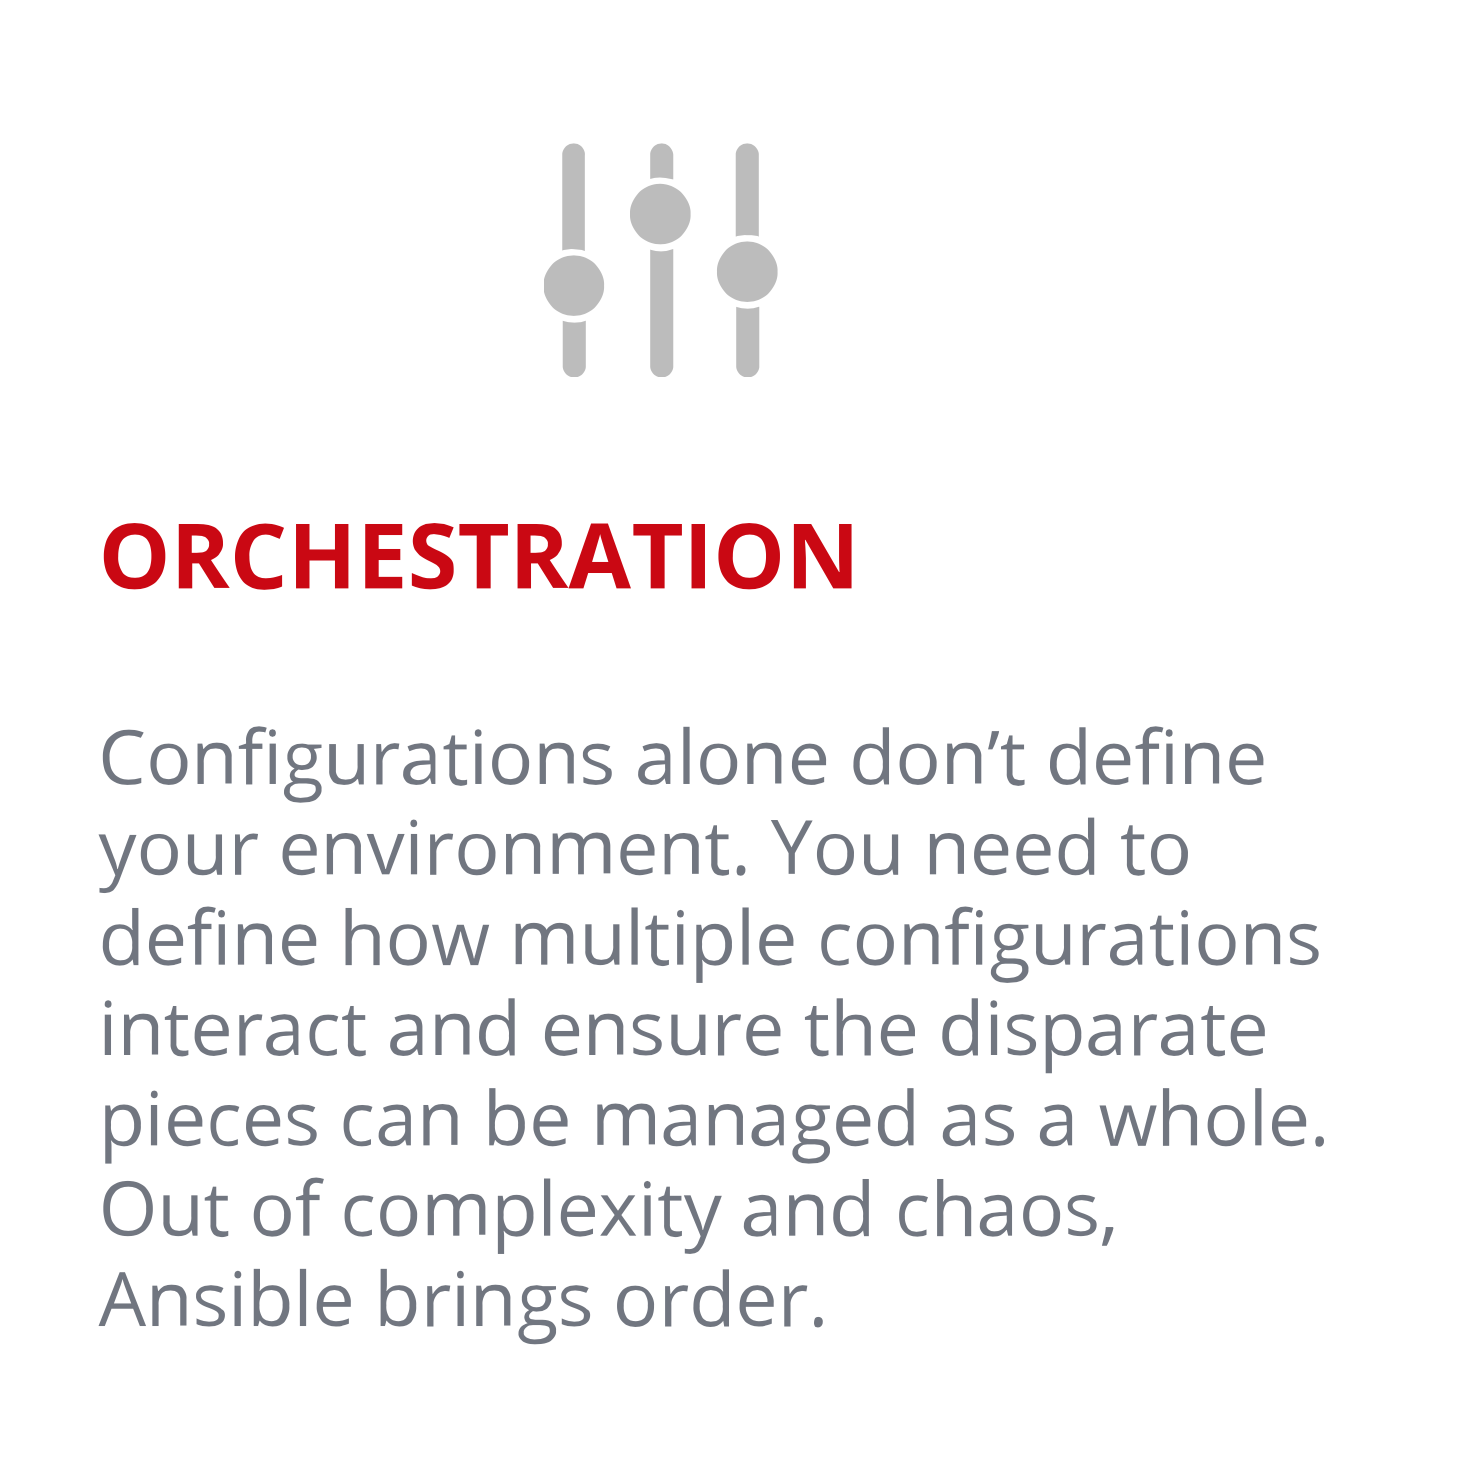 ORCHESTRATION
Configurations alone don’t define
your environment. You need to
define how multiple configurations
interact and ensure the disparate
pieces can be managed as a whole.
Out of complexity and chaos,
Ansible brings order.